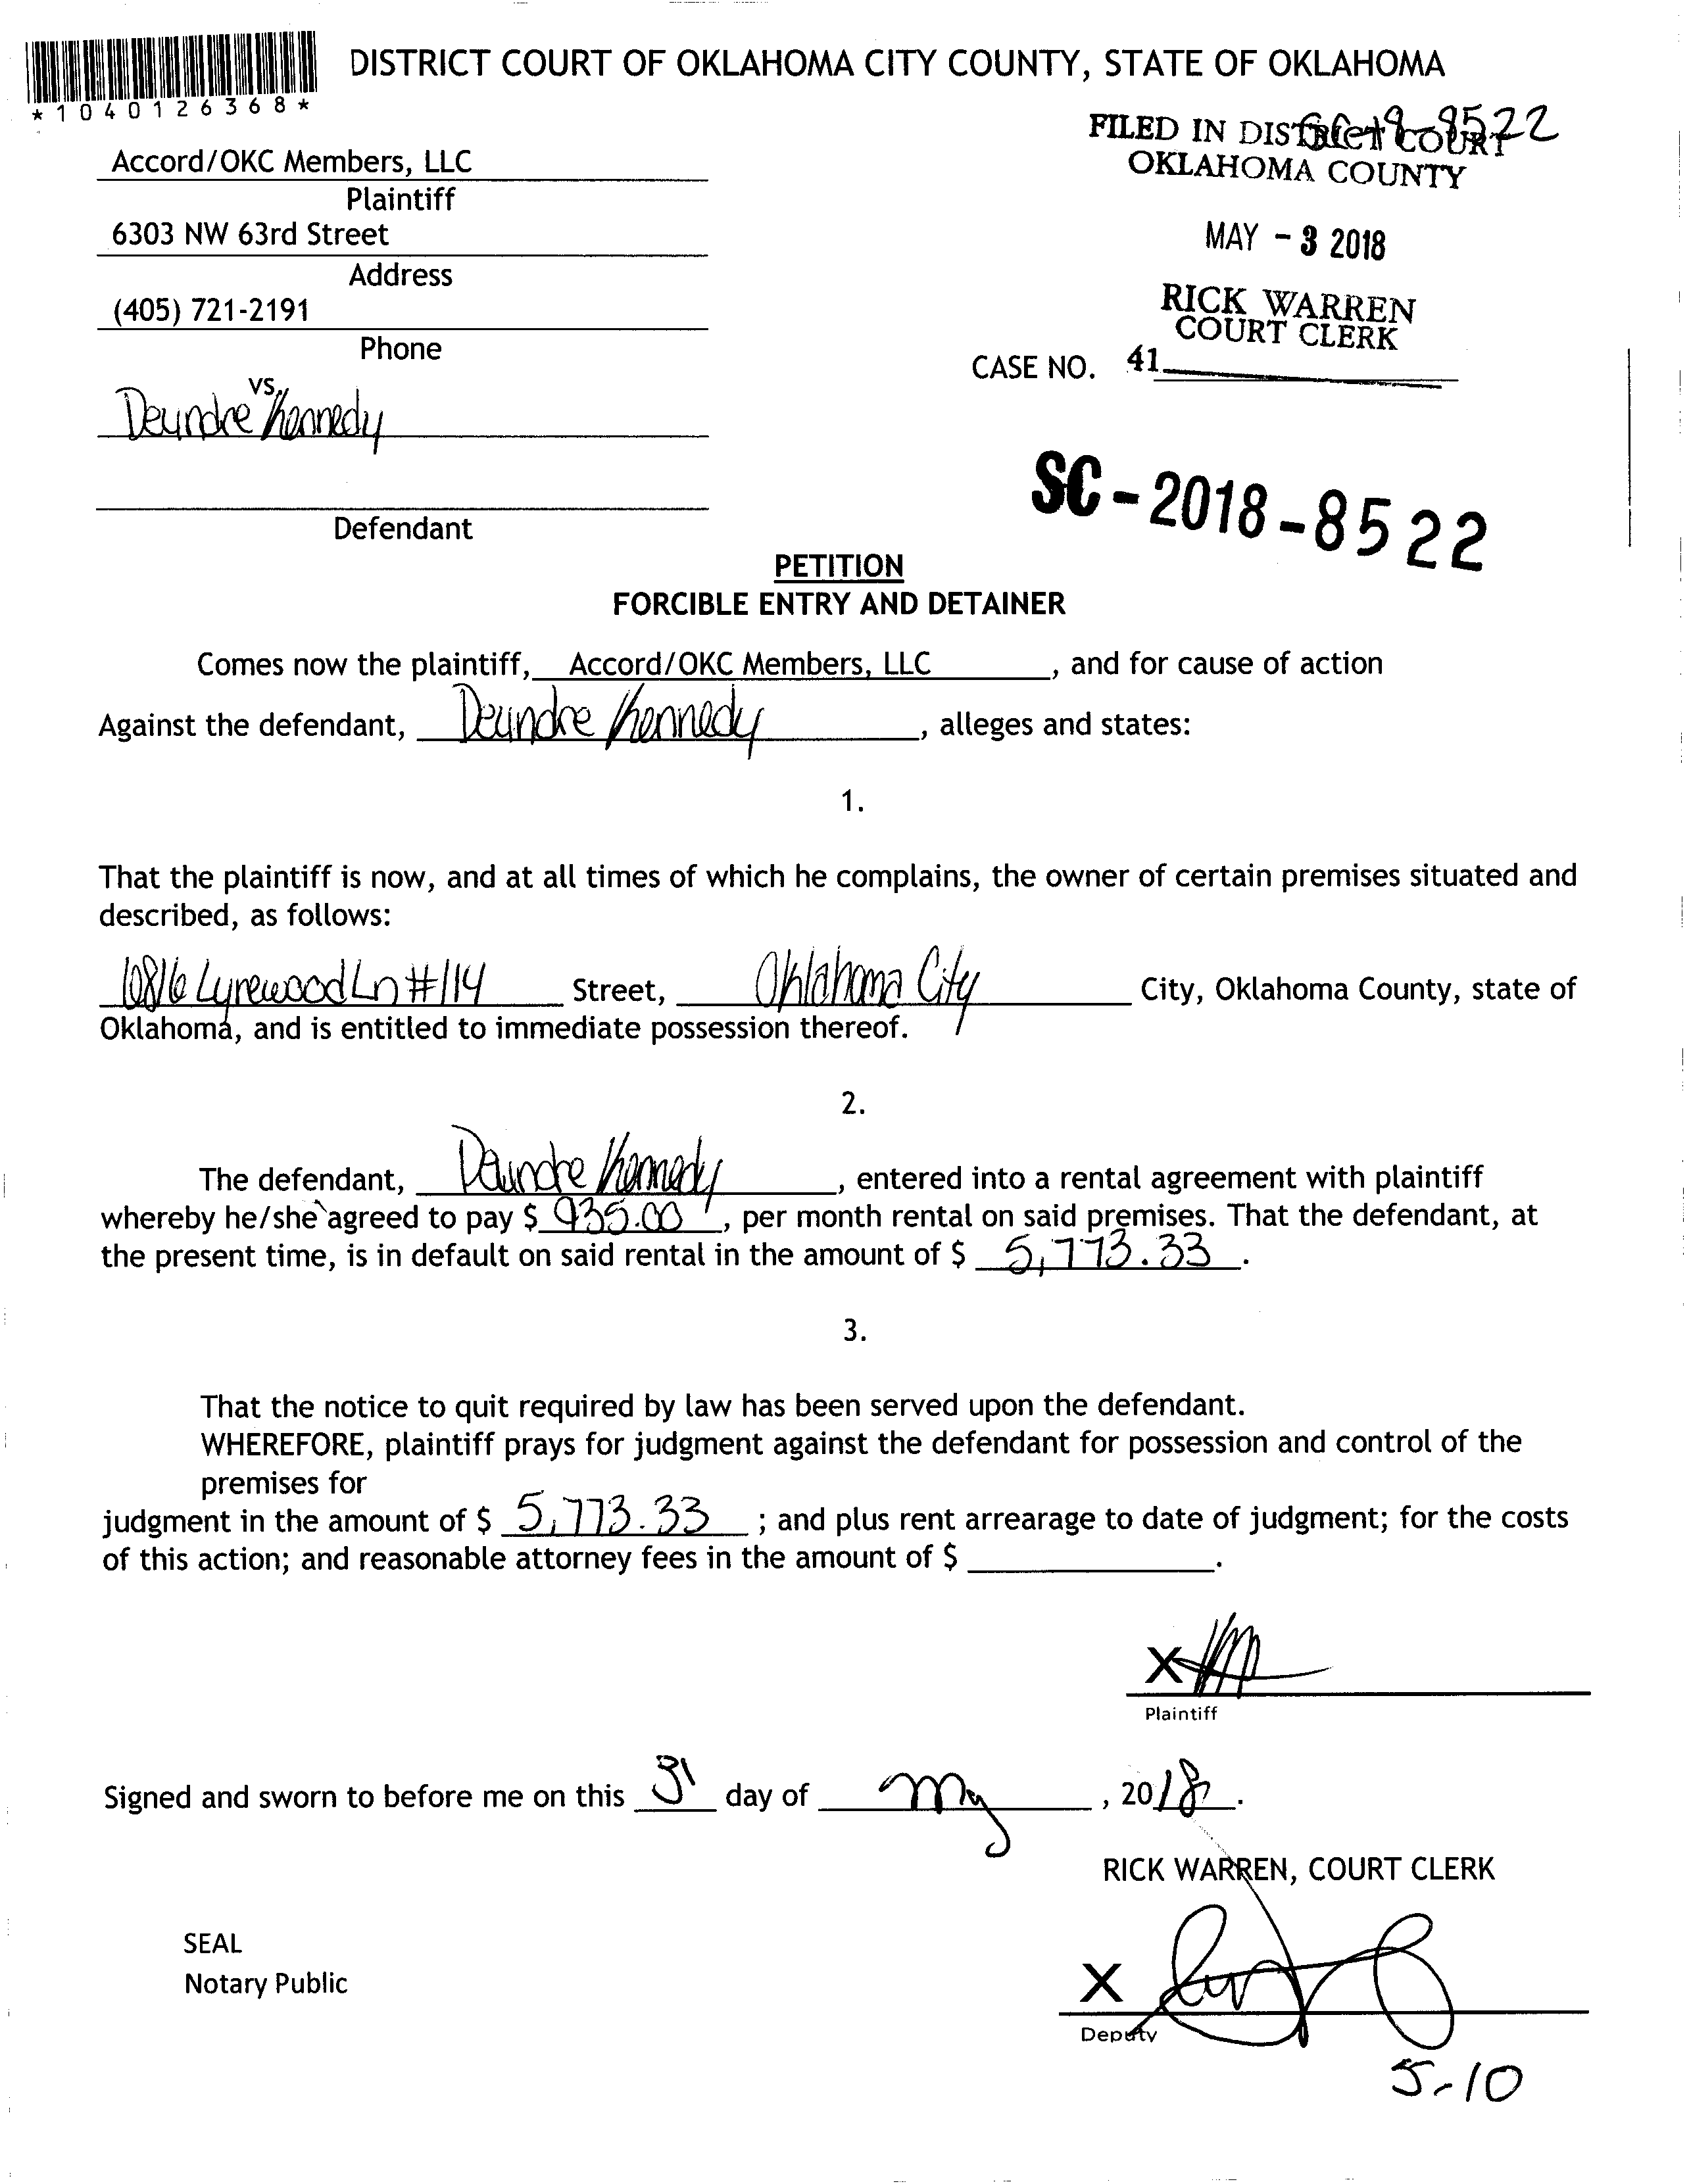 *1040126368*
DISTRICT COURT OF OKLAHOMA CITY COUNTY, STATE OF OKLAHOMA
FILED IN DISTRICT COURT
OKLAHOMA COUNTY
MAY - 3 2018
RICK WARREN
COURT CLERK
CASE NO. 41
SC-2018-8522
Accord/OKC Members, LLC
Plaintiff
6303 NW 63rd Street
Address
(405) 721-2191
Phone
vs.
Deundre Kennedy
Defendant
PETITION
FORCIBLE ENTRY AND DETAINER
Comes now the plaintiff, Accord/OKC Members, LLC, and for cause of action
Against the defendant, Deundre Kennedy, alleges and states:
1.
That the plaintiff is now, and at all times of which he complains, the owner of certain premises situated and
described, as follows:
6816 Lyrewood Ln #114 Street, Oklahoma City City, Oklahoma County, state of
Oklahoma, and is entitled to immediate possession thereof.
2.
The defendant, Deundre Kennedy, entered into a rental agreement with plaintiff
whereby he/she agreed to pay $ 935.00, per month rental on said premises. That the defendant, at
the present time, is in default on said rental in the amount of $ 5,773.33.
3.
That the notice to quit required by law has been served upon the defendant.
WHEREFORE, plaintiff prays for judgment against the defendant for possession and control of the
premises for
judgment in the amount of $ 5,773.33 ; and plus rent arrearage to date of judgment; for the costs
of this action; and reasonable attorney fees in the amount of $ .
X
Plaintiff
Signed and sworn to before me on this day of May, 2018.
RICK WARREN, COURT CLERK
SEAL
Notary Public
X
Deputy
5-10